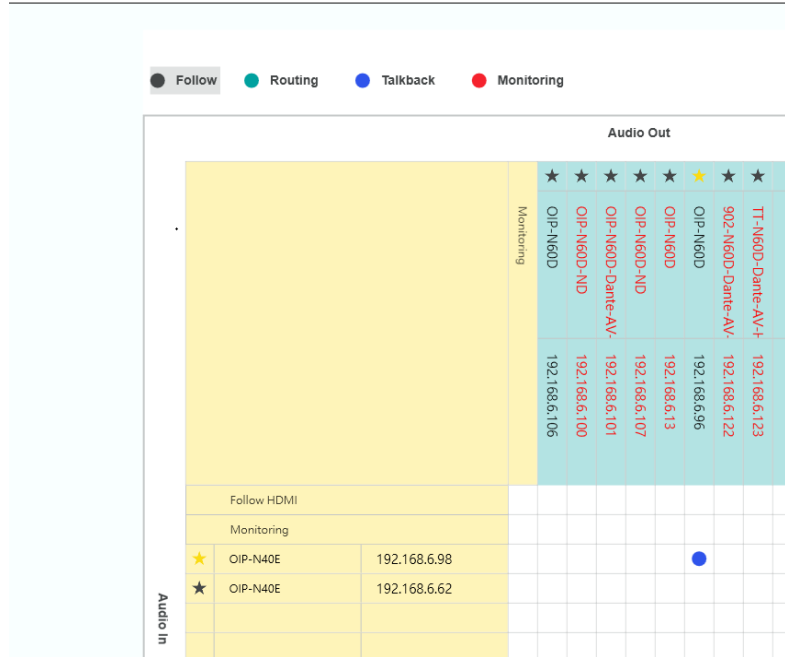 Follow Routing Talkback Monitoring
Audio Out
Monitoring
OIP-N60D
OIP-N60D-ND
OIP-N60D-Dante-AV-
OIP-N60D-ND
OIP-N60D
OIP-N60D
902-N60D-Dante-AV-
TT-N60D-Dante-AV-H
192.168.6.106
192.168.6.100
192.168.6.101
192.168.6.107
192.168.6.13
192.168.6.96
192.168.6.122
192.168.6.123
Follow HDMI
Monitoring
OIP-N40E 192.168.6.98
OIP-N40E 192.168.6.62
Audio In